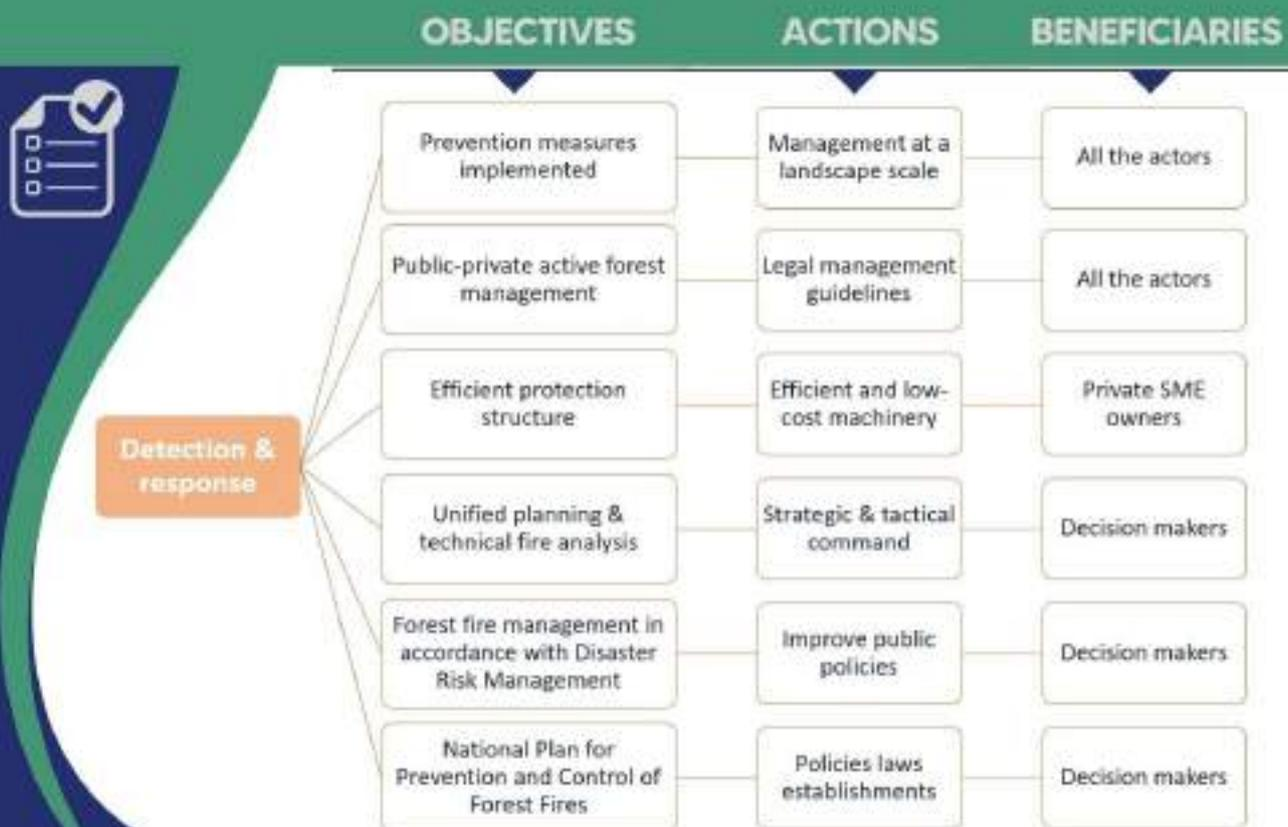 OBJECTIVES
ACTIONS
BENEFICIARIES
Prevention measures
implemented
Management at a
landscape scale
All the actors
Public-private active forest
management
Legal management
guidelines
All the actors
Efficient protection
structure
Efficient and low-
cost machinery
Private SME
owners
Detection &
response
Unified planning &
technical fire analysis
Strategic & tactical
command
Decision makers
Forest fire management in
accordance with Disaster
Risk Management
Improve public
policies
Decision makers
National Plan for
Prevention and Control of
Forest Fires
Policies laws
establishments
Decision makers